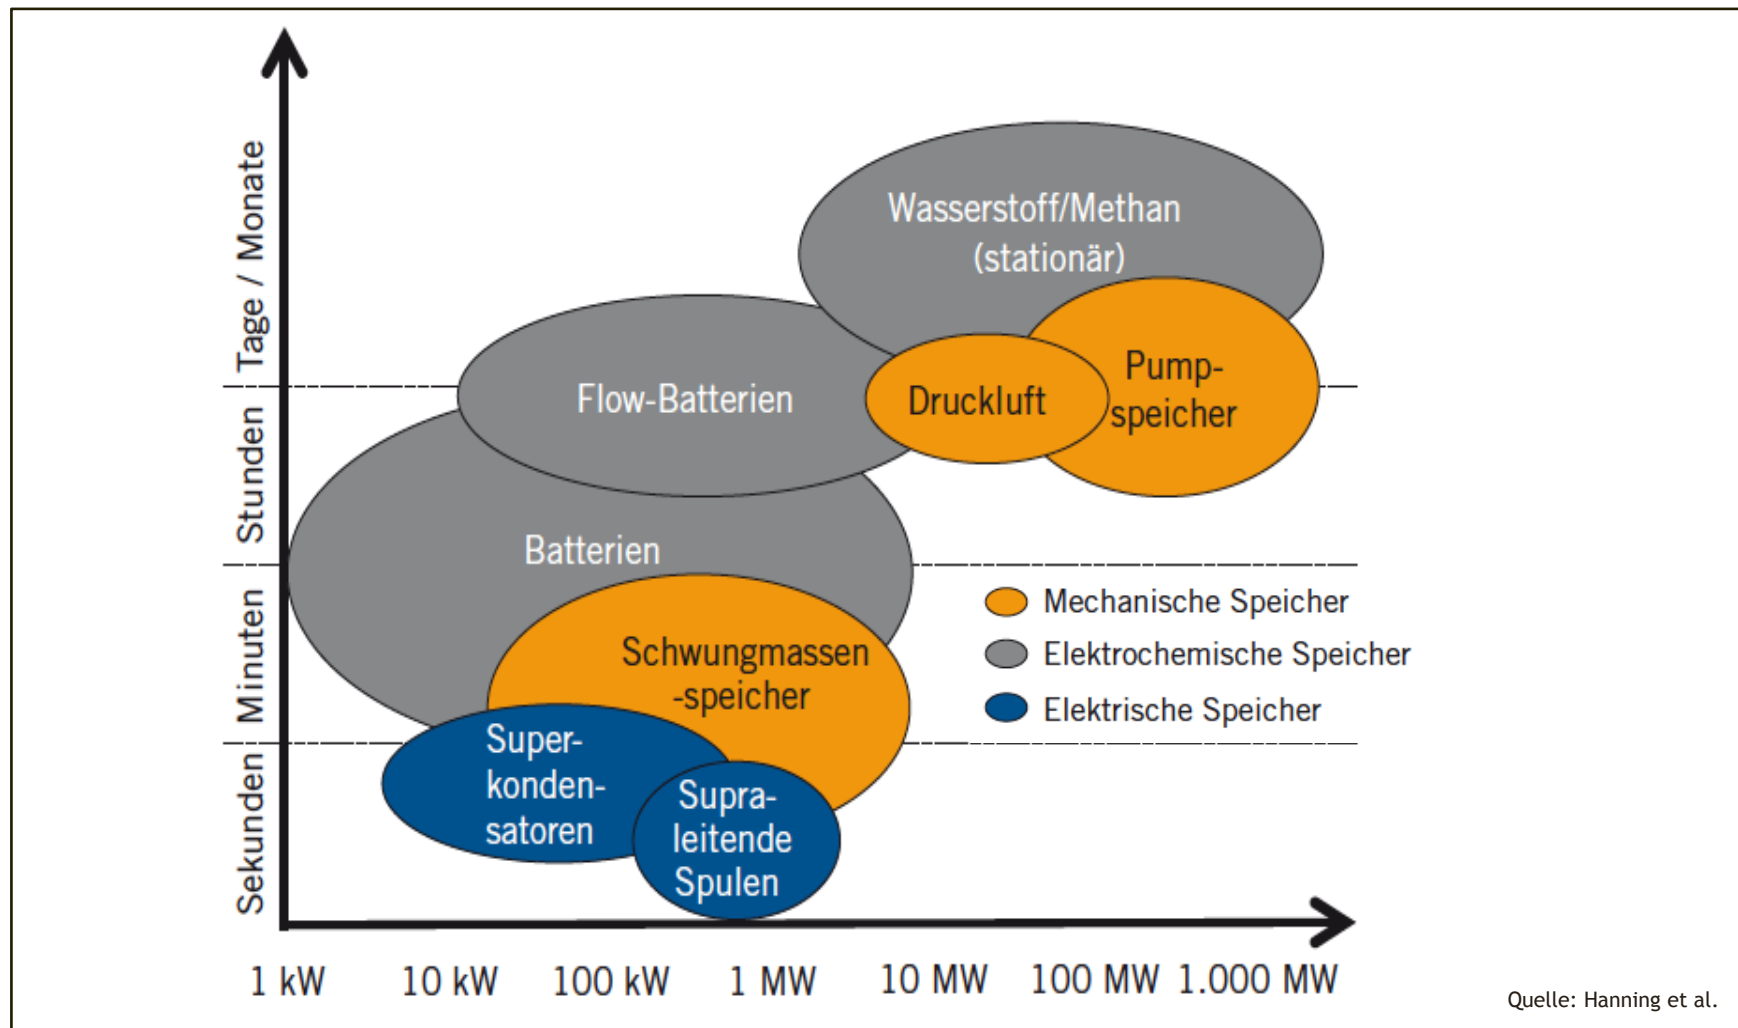 Tage / Monate
Stunden
Minuten
Sekunden
Wasserstoff/Methan
(stationär)
Pump-
speicher
Druckluft
Flow-Batterien
Batterien
Schwungmassen
-speicher
Super-
konden-
satoren
Supra-
leitende
Spulen
Mechanische Speicher
Elektrochemische Speicher
Elektrische Speicher
1 kW 10 kW 100 kW 1 MW 10 MW 100 MW 1.000 MW
Quelle: Hanning et al.